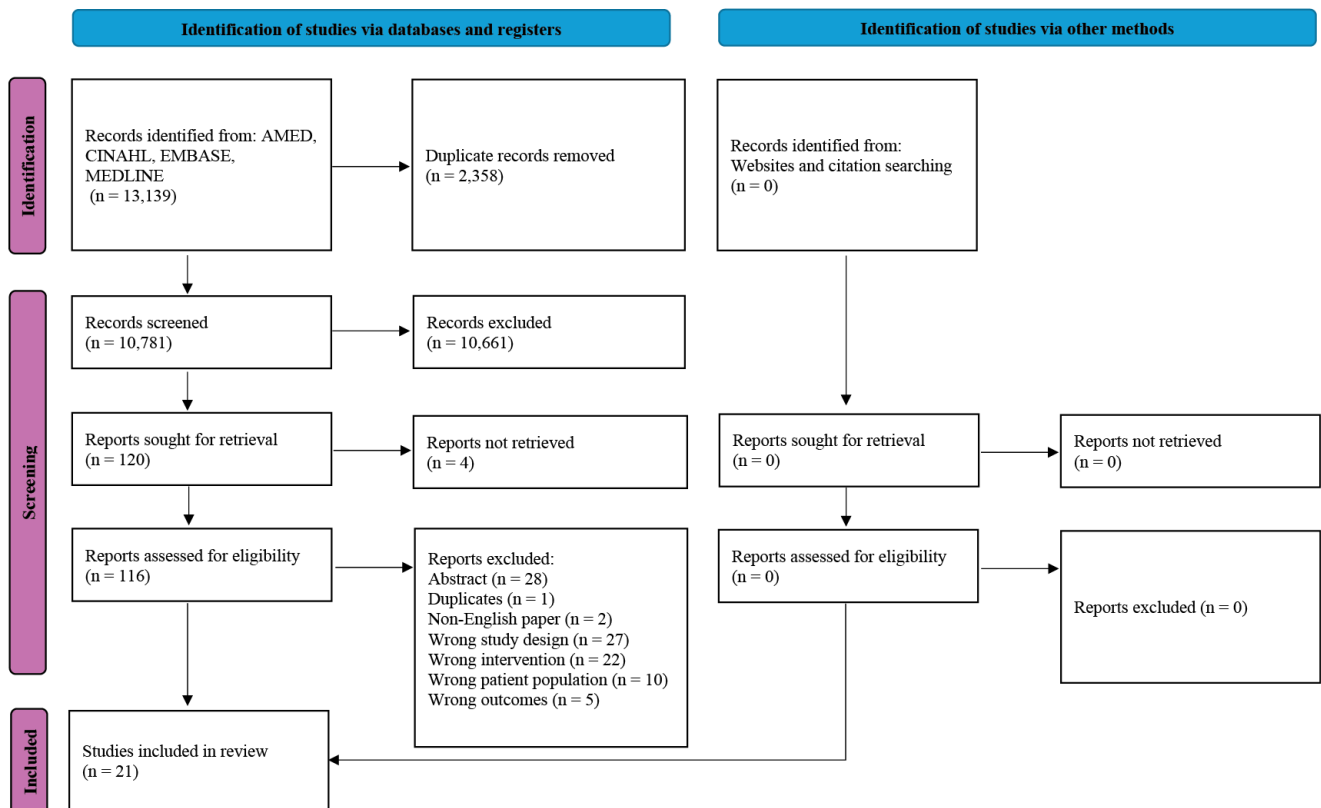 Identification of studies via databases and registers
Identification of studies via other methods
Identification
Records identified from: AMED,
CINAHL, EMBASE,
MEDLINE
(n = 13,139)
Duplicate records removed
(n = 2,358)
Records identified from:
Websites and citation searching
(n = 0)
Screening
Records screened
(n = 10,781)
Records excluded
(n = 10,661)
Reports sought for retrieval
(n = 120)
Reports not retrieved
(n = 4)
Reports sought for retrieval
(n = 0)
Reports not retrieved
(n = 0)
Reports assessed for eligibility
(n = 116)
Reports excluded:
Abstract (n = 28)
Duplicates (n = 1)
Non-English paper (n = 2)
Wrong study design (n = 27)
Wrong intervention (n = 22)
Wrong patient population (n = 10)
Wrong outcomes (n = 5)
Reports assessed for eligibility
(n = 0)
Reports excluded (n = 0)
Included
Studies included in review
(n = 21)